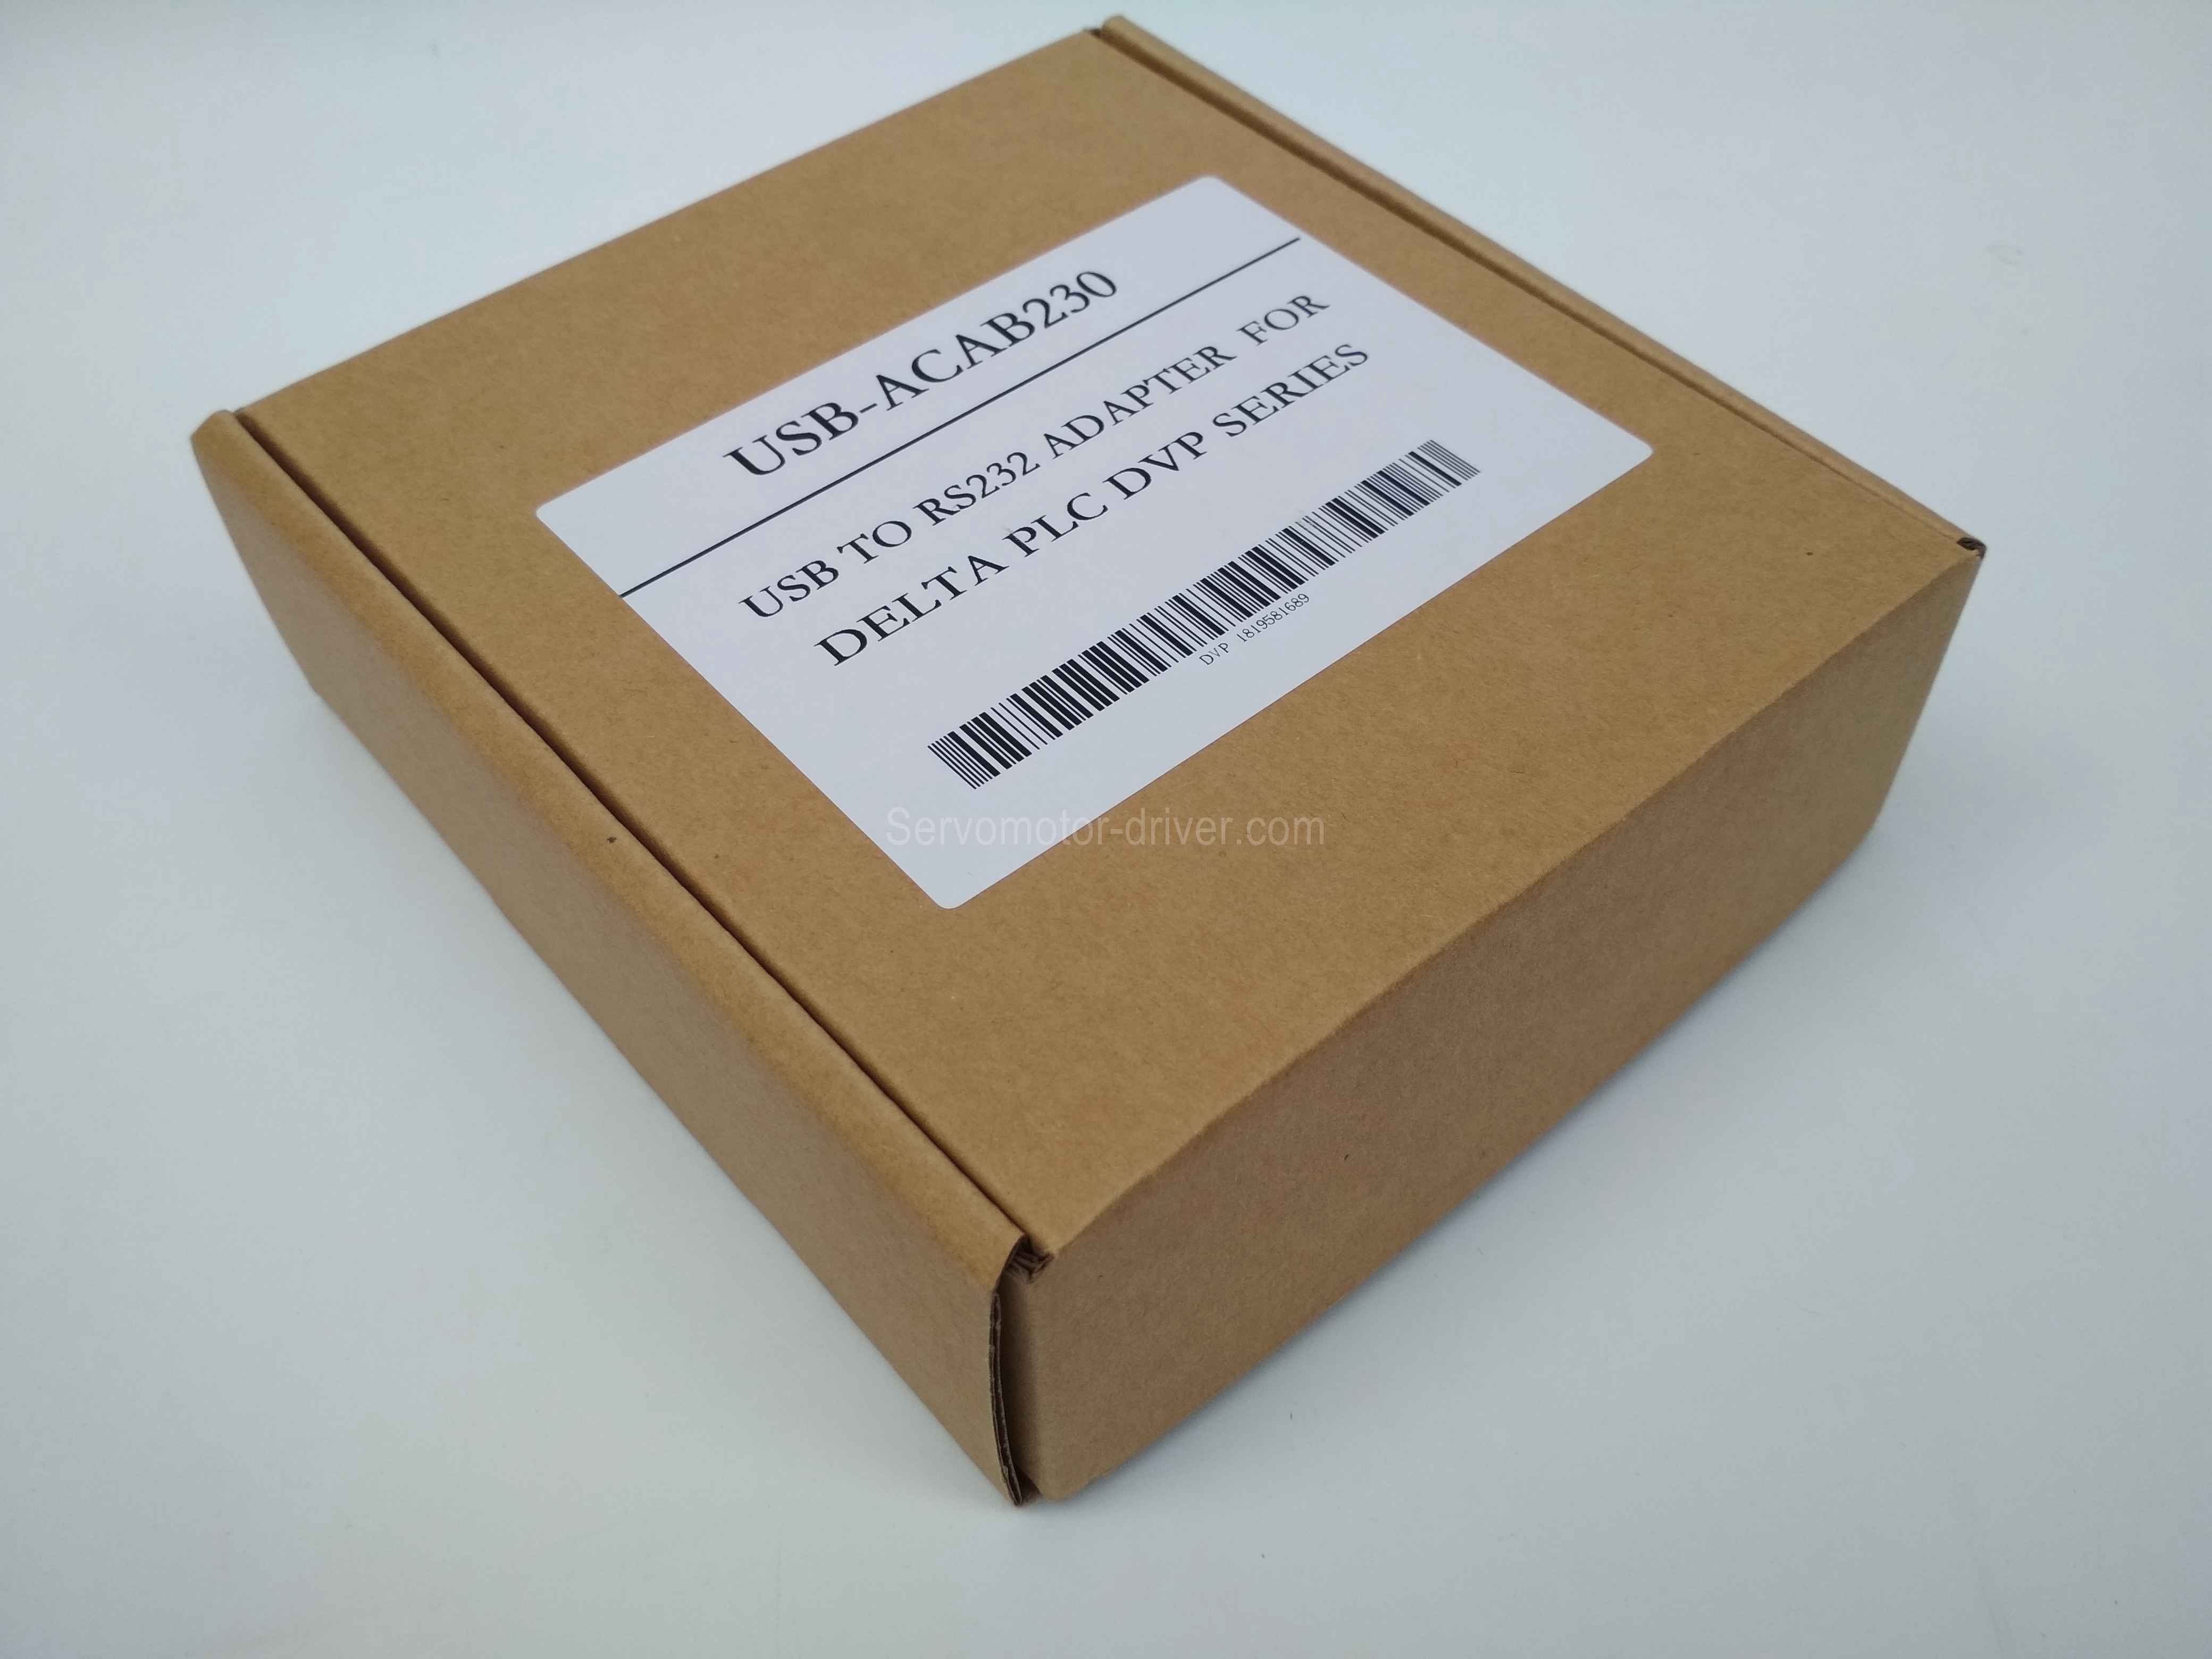 USB-ACAB230
USB TO RS232 ADAPTER FOR
DELTA PLC DVP SERIES
DVP 1819581689
Servomotor-driver.com